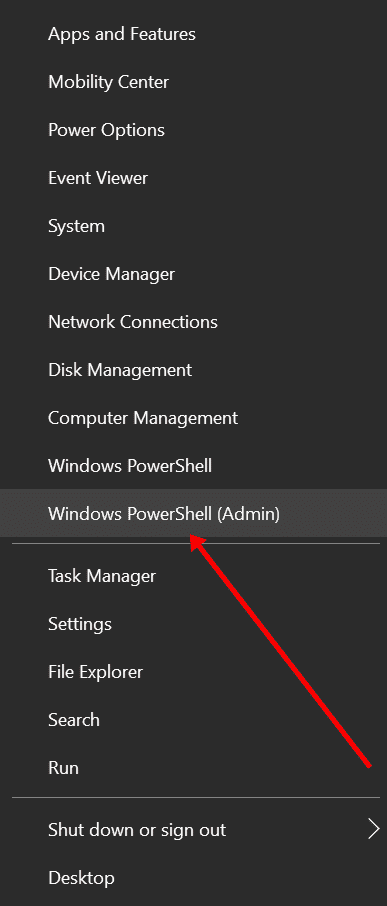 Apps and Features
Mobility Center
Power Options
Event Viewer
System
Device Manager
Network Connections
Disk Management
Computer Management
Windows PowerShell
Windows PowerShell (Admin)
Task Manager
Settings
File Explorer
Search
Run
Shut down or sign out
Desktop